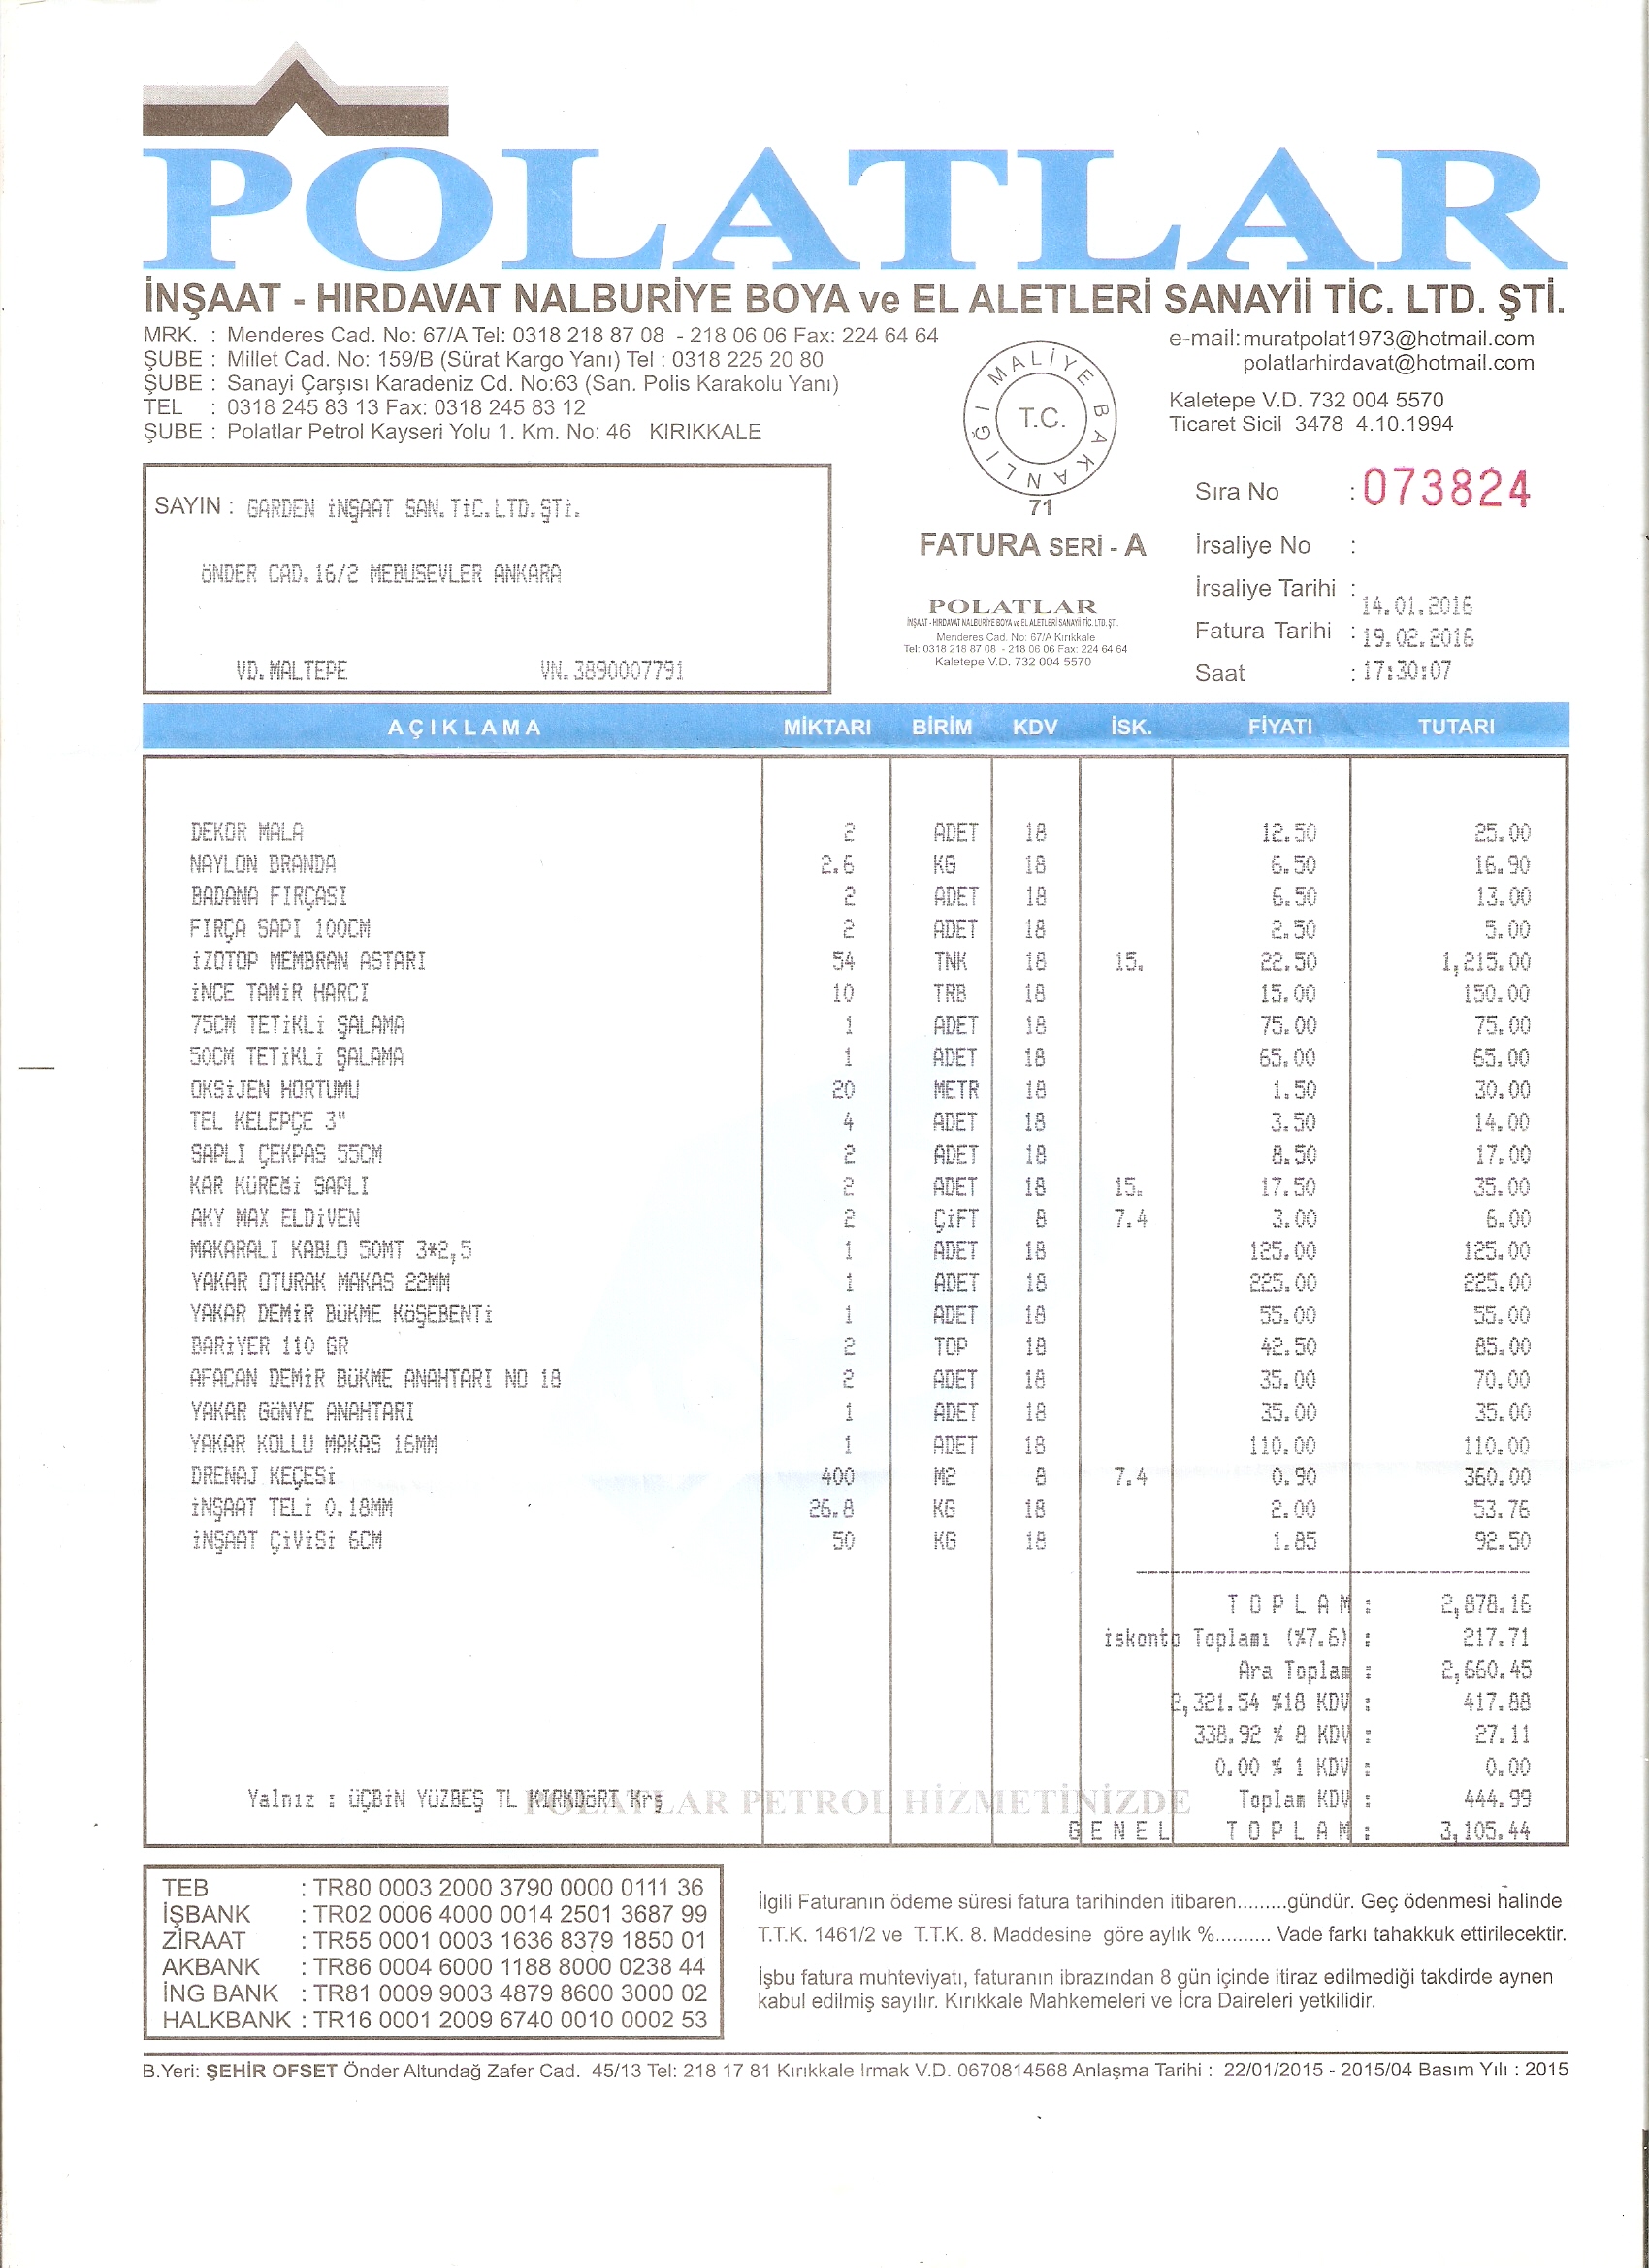 POLATLAR
İNŞAAT - HIRDAVAT NALBURİYE BOYA ve EL ALETLERİ SANAYİİ TİC. LTD. ŞTİ.
MRK. : Menderes Cad. No: 67/A Tel: 0318 218 87 08 - 218 06 06 Fax: 224 64 64
ŞUBE : Millet Cad. No: 159/B (Sürat Kargo Yanı) Tel : 0318 225 20 80
ŞUBE : Sanayi Çarşısı Karadeniz Cd. No:63 (San. Polis Karakolu Yanı)
TEL : 0318 245 83 13 Fax: 0318 245 83 12
ŞUBE : Polatlar Petrol Kayseri Yolu 1. Km. No: 46 KIRIKKALE
e-mail:muratpolat1973@hotmail.com
polatlarhirdavat@hotmail.com
Kaletepe V.D. 732 004 5570
Ticaret Sicil 3478 4.10.1994
MALİYE BAKANLIĞI
T.C.
71
SAYIN : GARDEN İNŞAAT SAN.TİC.LTD.ŞTİ.
ÖNDER CAD.16/2 MEBUSEVLER ANKARA
VD.MALTEPE VN.3890007791
FATURA SERİ - A
POLATLAR
İNŞAAT - HIRDAVAT NALBURİYE BOYA ve EL ALETLERİ SANAYİİ TİC. LTD. ŞTİ.
Menderes Cad. No: 67/A Kırıkkale
Tel: 0318 218 87 08 - 218 06 06 Fax: 224 64 64
Kaletepe V.D. 732 004 5570
Sıra No : 073824
İrsaliye No :
İrsaliye Tarihi : 14.01.2016
Fatura Tarihi : 19.02.2016
Saat : 17:30:07
AÇIKLAMA MİKTARI BİRİM KDV İSK. FİYATI TUTARI
DEKOR MALA 2 ADET 18 12.50 25.00
NAYLON BRANDA 2.6 KG 18 6.50 16.90
BADANA FIRÇASI 2 ADET 18 6.50 13.00
FIRÇA SAPI 100CM 2 ADET 18 2.50 5.00
İZOTOP MEMBRAN ASTARI 54 TNK 18 15. 22.50 1,215.00
İNCE TAMİR HARCI 10 TRB 18 15.00 150.00
75CM TETİKLİ ŞALAMA 1 ADET 18 75.00 75.00
50CM TETİKLİ ŞALAMA 1 ADET 18 65.00 65.00
OKSİJEN HORTUMU 20 METR 18 1.50 30.00
TEL KELEPÇE 3" 4 ADET 18 3.50 14.00
SAPLI ÇEKPAS 55CM 2 ADET 18 8.50 17.00
KAR KÜREĞİ SAPLI 2 ADET 18 15. 17.50 35.00
AKY MAX ELDİVEN 2 ÇİFT 8 7.4 3.00 6.00
MAKARALI KABLO 50MT 3*2,5 1 ADET 18 125.00 125.00
YAKAR OTURAK MAKAS 22MM 1 ADET 18 225.00 225.00
YAKAR DEMİR BÜKME KÖŞEBENTİ 1 ADET 18 55.00 55.00
BARİYER 110 GR 2 TOP 18 42.50 85.00
AFACAN DEMİR BÜKME ANAHTARI NO 18 2 ADET 18 35.00 70.00
YAKAR GÖNYE ANAHTARI 1 ADET 18 35.00 35.00
YAKAR KOLLU MAKAS 16MM 1 ADET 18 110.00 110.00
DRENAJ KEÇESİ 400 M2 8 7.4 0.90 360.00
İNŞAAT TELİ 0.18MM 26.8 KG 18 2.00 53.76
İNŞAAT ÇİVİSİ 6CM 50 KG 18 1.85 92.50
TOPLAM : 2,878.16
İskonto Toplamı (%7.6) : 217.71
Ara Toplam : 2,660.45
2,321.54 %18 KDV : 417.88
338.92 % 8 KDV : 27.11
0.00 % 1 KDV : 0.00
Toplam KDV : 444.99
GENEL TOPLAM : 3,105.44
Yalnız : ÜÇBİN YÜZBEŞ TL KIRKDÖRT Krş
POLATLAR PETROL HİZMETİNİZDE
TEB : TR80 0003 2000 3790 0000 0111 36
İŞBANK : TR02 0006 4000 0014 2501 3687 99
ZİRAAT : TR55 0001 0003 1636 8379 1850 01
AKBANK : TR86 0004 6000 1188 8000 0238 44
İNG BANK : TR81 0009 9003 4879 8600 3000 02
HALKBANK : TR16 0001 2009 6740 0010 0002 53
İlgili Faturanın ödeme süresi fatura tarihinden itibaren.........gündür. Geç ödenmesi halinde
T.T.K. 1461/2 ve T.T.K. 8. Maddesine göre aylık %.......... Vade farkı tahakkuk ettirilecektir.
İşbu fatura muhteviyatı, faturanın ibrazından 8 gün içinde itiraz edilmediği takdirde aynen
kabul edilmiş sayılır. Kırıkkale Mahkemeleri ve İcra Daireleri yetkilidir.
B.Yeri: ŞEHİR OFSET Önder Altundağ Zafer Cad. 45/13 Tel: 218 17 81 Kırıkkale Irmak V.D. 0670814568 Anlaşma Tarihi : 22/01/2015 - 2015/04 Basım Yılı : 2015